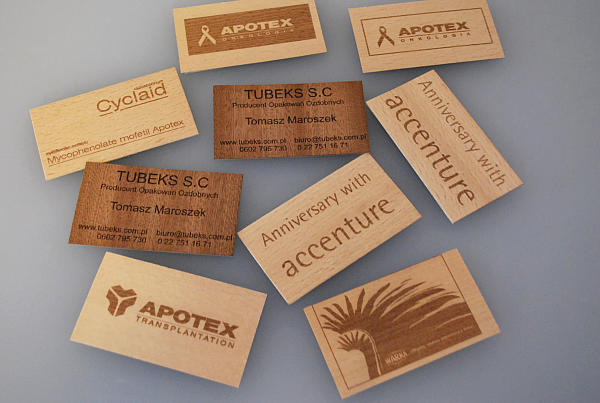 APOTEX
ONKOLOGIA
APOTEX
ONKOLOGIA
Cyclaid
Mycophenolate mofetil Apotex
TUBEKS S.C
Producent Opakowań Ozdobnych
Tomasz Maroszek
www.tubeks.com.pl biuro@tubeks.com.pl
0602 795 730 0 22 751 16 71
Anniversary with
accenture
TUBEKS S.C
Producent Opakowań Ozdobnych
Tomasz Maroszek
www.tubeks.com.pl biuro@tubeks.com.pl
0602 795 730 0 22 751 16 71
Anniversary with
accenture
APOTEX
TRANSPLANTATION
WARKA